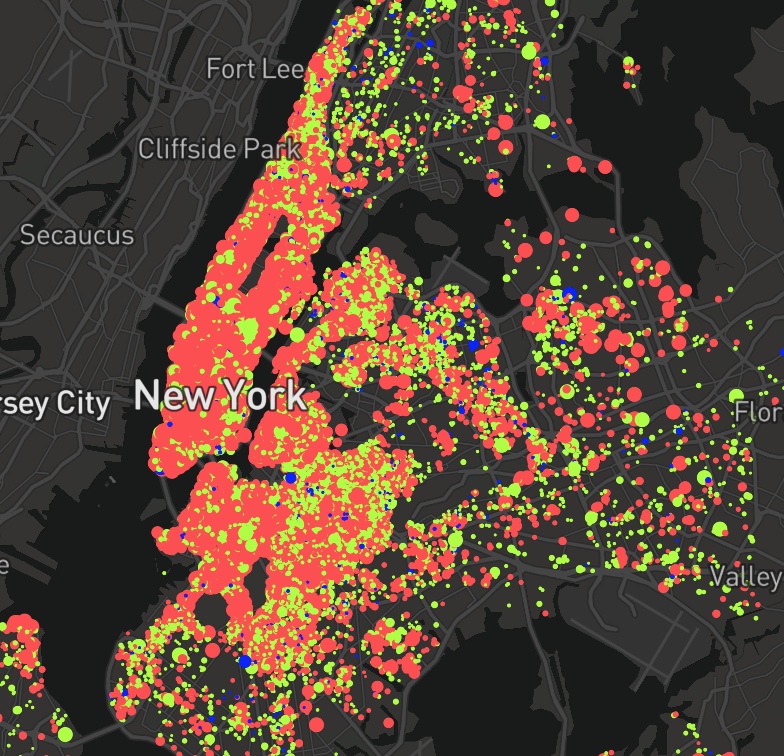 Fort Lee
Cliffside Park
Secaucus
New York
rsey City
Flor
Valley
e